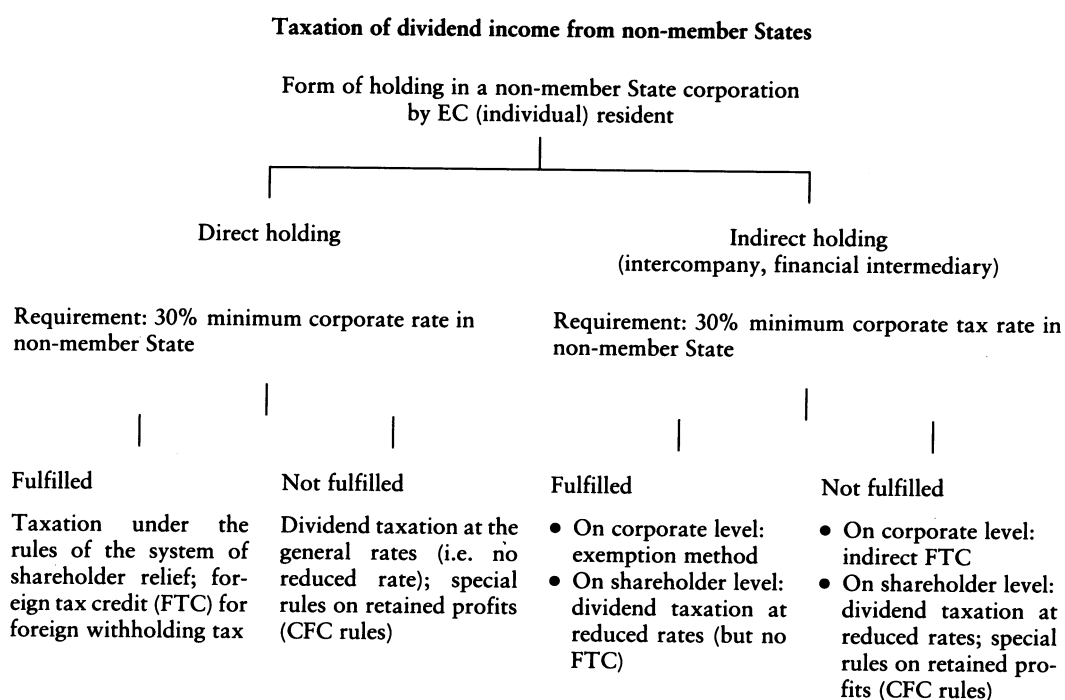 Taxation of dividend income from non-member States
Form of holding in a non-member State corporation
by EC (individual) resident
Direct holding
Indirect holding
(intercompany, financial intermediary)
Requirement: 30% minimum corporate rate in
non-member State
Requirement: 30% minimum corporate tax rate in
non-member State
Fulfilled
Taxation under the
rules of the system of
shareholder relief; for-
eign tax credit (FTC) for
foreign withholding tax
Not fulfilled
Dividend taxation at the
general rates (i.e. no
reduced rate); special
rules on retained profits
(CFC rules)
Fulfilled
• On corporate level:
exemption method
• On shareholder level:
dividend taxation at
reduced rates (but no
FTC)
Not fulfilled
• On corporate level:
indirect FTC
• On shareholder level:
dividend taxation at
reduced rates; special
rules on retained pro-
fits (CFC rules)